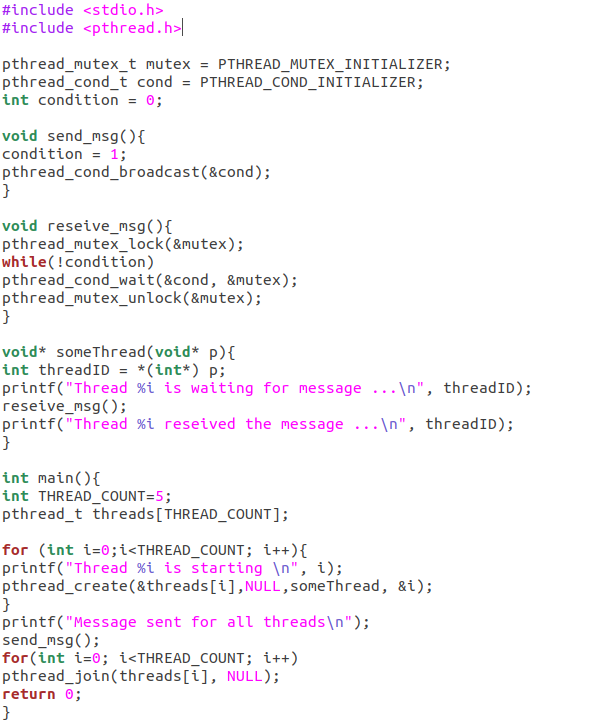 #include <stdio.h>
#include <pthread.h>
pthread_mutex_t mutex = PTHREAD_MUTEX_INITIALIZER;
pthread_cond_t cond = PTHREAD_COND_INITIALIZER;
int condition = 0;
void send_msg(){
condition = 1;
pthread_cond_broadcast(&cond);
}
void reseive_msg(){
pthread_mutex_lock(&mutex);
while(!condition)
pthread_cond_wait(&cond, &mutex);
pthread_mutex_unlock(&mutex);
}
void* someThread(void* p){
int threadID = *(int*) p;
printf("Thread %i is waiting for message ...\n", threadID);
reseive_msg();
printf("Thread %i reseived the message ...\n", threadID);
}
int main(){
int THREAD_COUNT=5;
pthread_t threads[THREAD_COUNT];
for (int i=0;i<THREAD_COUNT; i++){
printf("Thread %i is starting \n", i);
pthread_create(&threads[i],NULL,someThread, &i);
}
printf("Message sent for all threads\n");
send_msg();
for(int i=0; i<THREAD_COUNT; i++)
pthread_join(threads[i], NULL);
return 0;
}